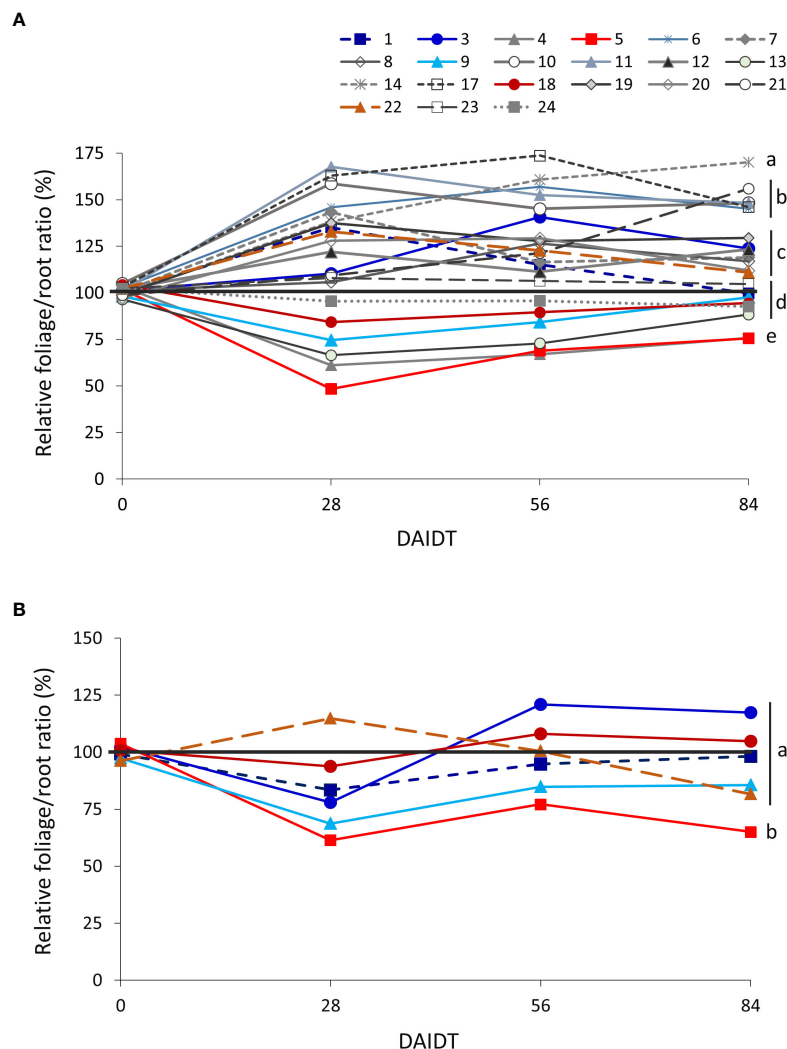 A
1 3 4 5 6 7
8 9 10 11 12 13
14 17 18 19 20 21
22 23 24
Relative foliage/root ratio (%)
175
150
125
100
75
50
25
0
0 28 56 84
DAIDT
a
b
c
d
e
B
Relative foliage/root ratio (%)
150
125
100
75
50
25
0
0 28 56 84
DAIDT
a
b